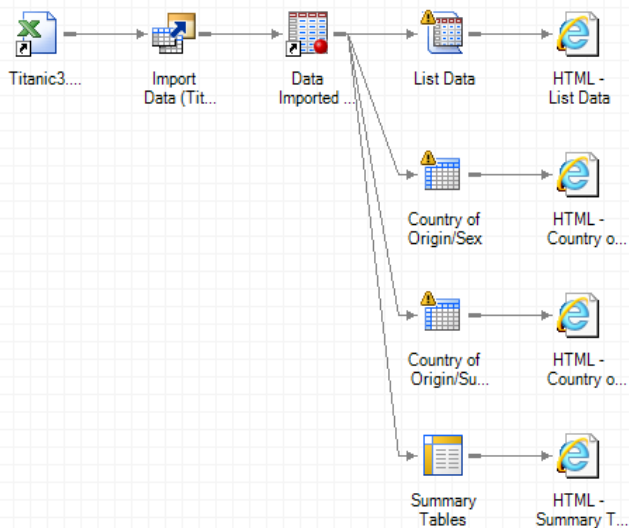 Titanic3....
Import
Data (Tit...
Data
Imported ...
List Data
HTML -
List Data
Country of
Origin/Sex
HTML -
Country o...
Country of
Origin/Su...
HTML -
Country o...
Summary
Tables
HTML -
Summary T...